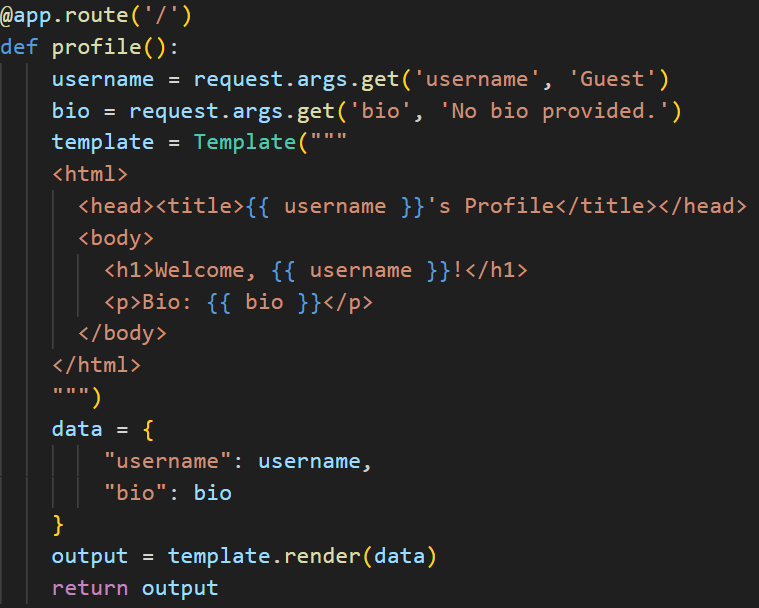 @app.route('/')
def profile():
    username = request.args.get('username', 'Guest')
    bio = request.args.get('bio', 'No bio provided.')
    template = Template("""
    <html>
      <head><title>{{ username }}'s Profile</title></head>
      <body>
        <h1>Welcome, {{ username }}!</h1>
        <p>Bio: {{ bio }}</p>
      </body>
    </html>
    """)
    data = {
        "username": username,
        "bio": bio
    }
    output = template.render(data)
    return output